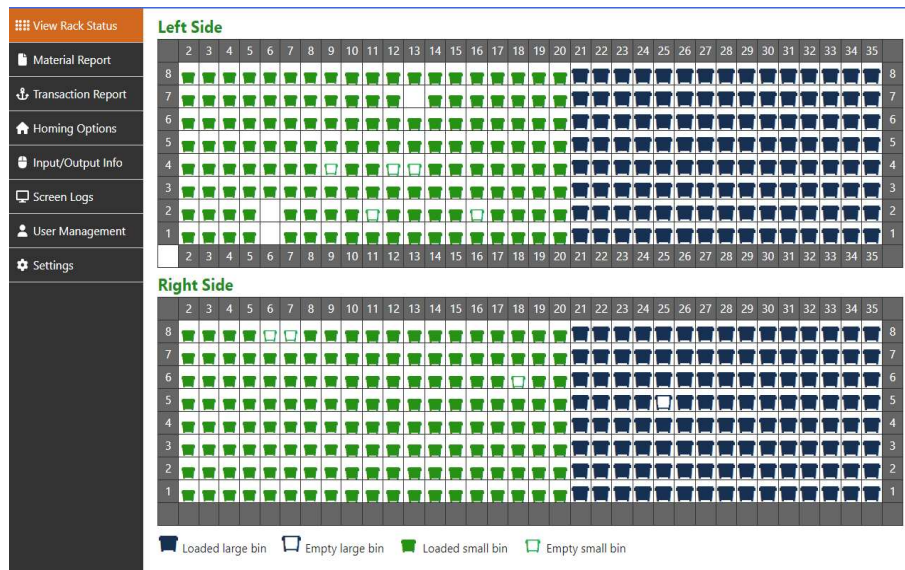 View Rack Status
Material Report
Transaction Report
Homing Options
Input/Output Info
Screen Logs
User Management
Settings
Left Side
2 3 4 5 6 7 8 9 10 11 12 13 14 15 16 17 18 19 20 21 22 23 24 25 26 27 28 29 30 31 32 33 34 35
8 8
7 7
6 6
5 5
4 4
3 3
2 2
1 1
2 3 4 5 6 7 8 9 10 11 12 13 14 15 16 17 18 19 20 21 22 23 24 25 26 27 28 29 30 31 32 33 34 35
Right Side
2 3 4 5 6 7 8 9 10 11 12 13 14 15 16 17 18 19 20 21 22 23 24 25 26 27 28 29 30 31 32 33 34 35
8 8
7 7
6 6
5 5
4 4
3 3
2 2
1 1
Loaded large bin Empty large bin Loaded small bin Empty small bin